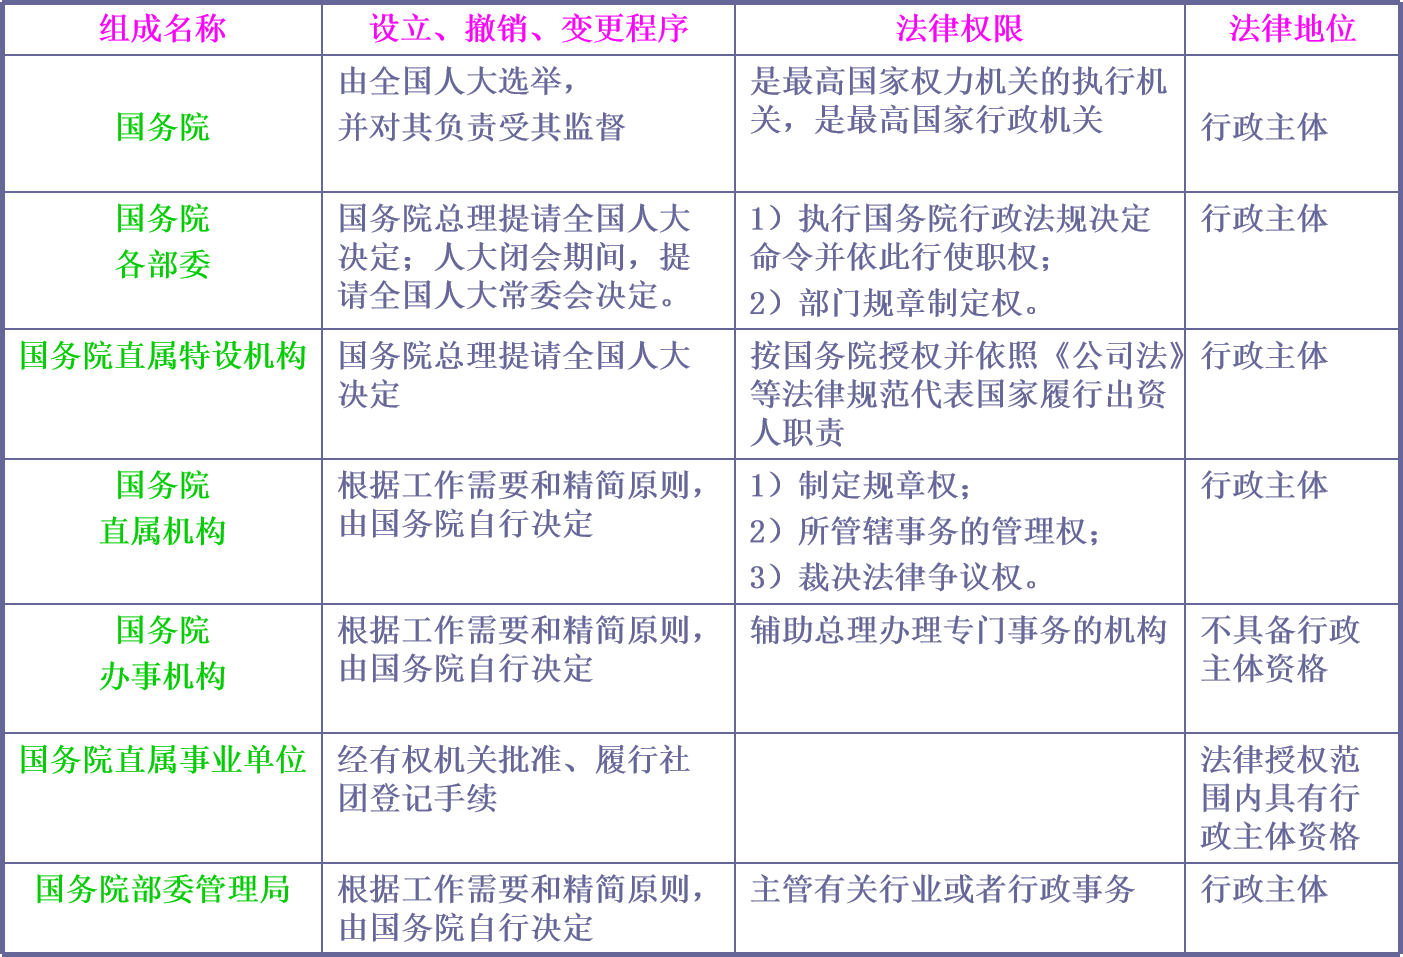 组成名称
设立、撤销、变更程序
法律权限
法律地位
国务院
由全国人大选举，
并对其负责受其监督
是最高国家权力机关的执行机
关，是最高国家行政机关
行政主体
国务院
各部委
国务院总理提请全国人大
决定；人大闭会期间，提
请全国人大常委会决定。
1）执行国务院行政法规决定
命令并依此行使职权；
2）部门规章制定权。
行政主体
国务院直属特设机构
国务院总理提请全国人大
决定
按国务院授权并依照《公司法》
等法律规范代表国家履行出资
人职责
行政主体
国务院
直属机构
根据工作需要和精简原则，
由国务院自行决定
1）制定规章权；
2）所管辖事务的管理权；
3）裁决法律争议权。
行政主体
国务院
办事机构
根据工作需要和精简原则，
由国务院自行决定
辅助总理办理专门事务的机构
不具备行政
主体资格
国务院直属事业单位
经有权机关批准、履行社
团登记手续
法律授权范
围内具有行
政主体资格
国务院部委管理局
根据工作需要和精简原则，
由国务院自行决定
主管有关行业或者行政事务
行政主体